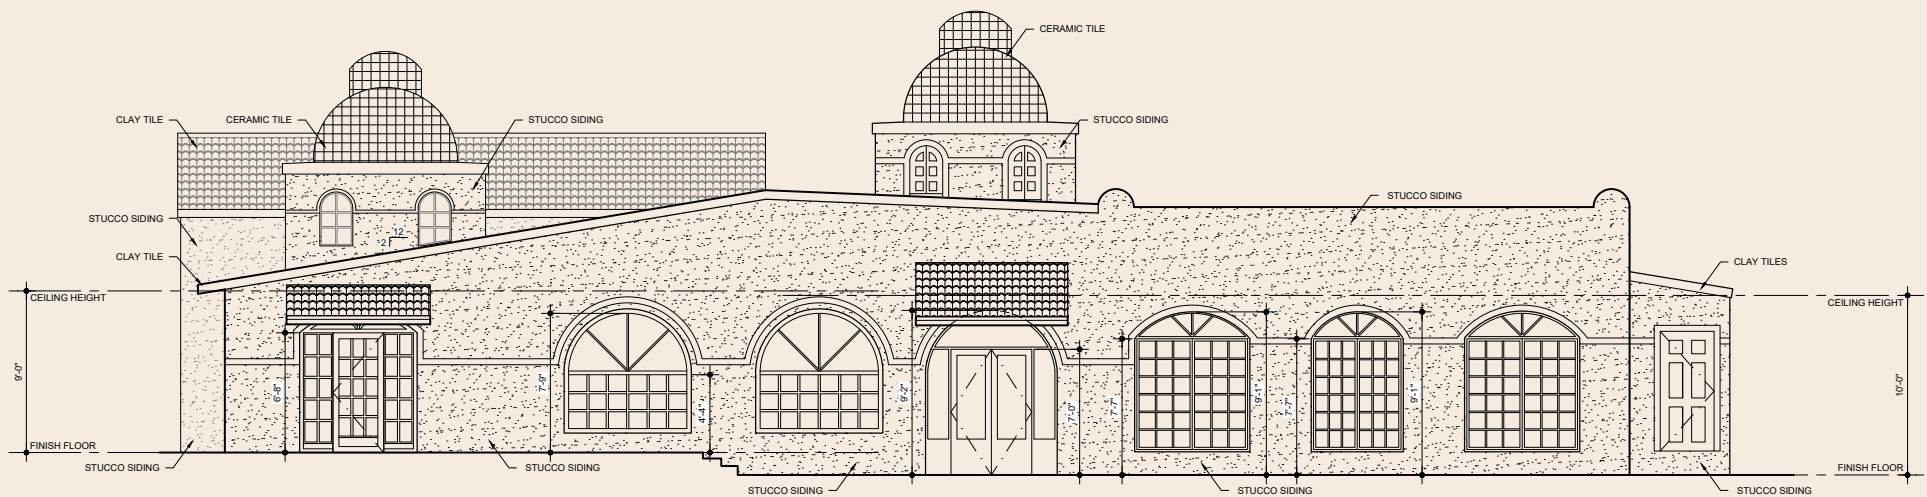 CERAMIC TILE
CLAY TILE
CERAMIC TILE
STUCCO SIDING
STUCCO SIDING
STUCCO SIDING
STUCCO SIDING
12
2
CLAY TILE
CLAY TILES
CEILING HEIGHT
CEILING HEIGHT
9'-0"
6'-8"
7'-9"
4'-4"
9'-2"
7'-0"
7'-7"
9'-1"
7'-7"
9'-1"
10'-0"
FINISH FLOOR
FINISH FLOOR
STUCCO SIDING
STUCCO SIDING
STUCCO SIDING
STUCCO SIDING
STUCCO SIDING